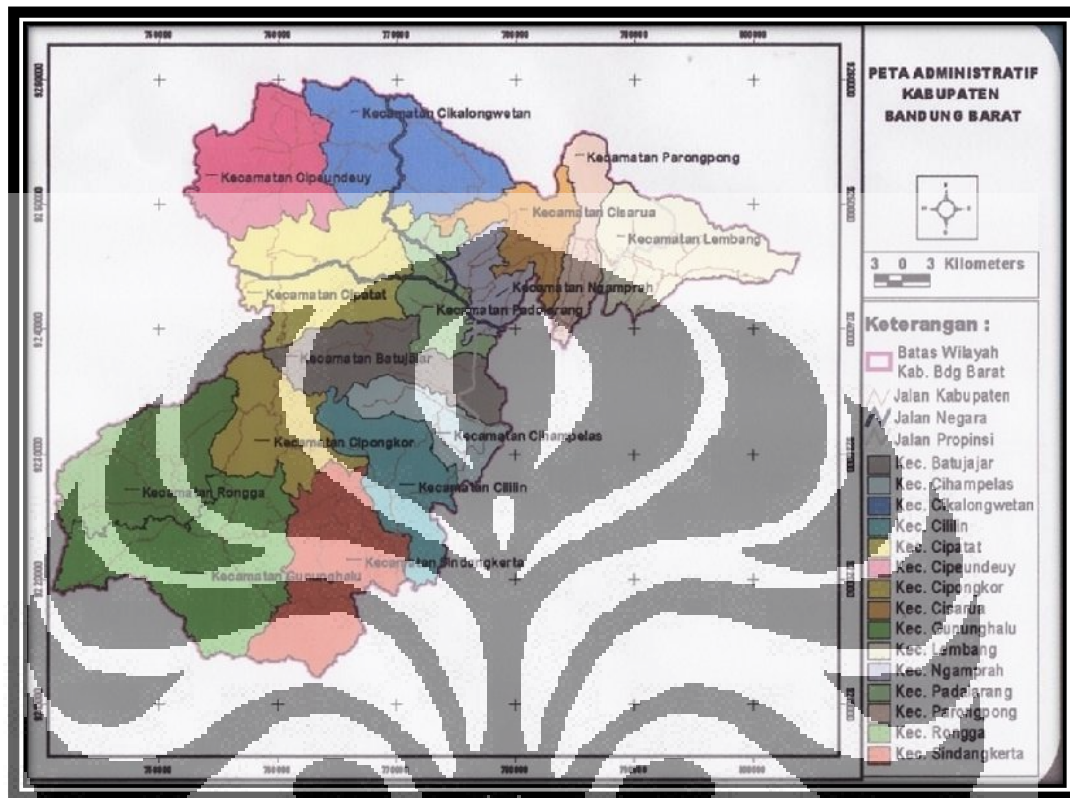 PETA ADMINISTRATIF
KABUPATEN
BANDUNG BARAT
3 0 3 Kilometers
Keterangan :
Batas Wilayah
Kab. Bdg Barat
Jalan Kabupaten
Jalan Negara
Jalan Propinsi
Kec. Batujajar
Kec. Cihampelas
Kec. Cikalongwetan
Kec. Cililin
Kec. Cipatat
Kec. Cipeundeuy
Kec. Cipongkor
Kec. Cisarua
Kec. Gununghalu
Kec. Lembang
Kec. Ngamprah
Kec. Padalarang
Kec. Parongpong
Kec. Rongga
Kec. Sindangkerta
Kecamatan Cikalongwetan
Kecamatan Parongpong
Kecamatan Cipeundeuy
Kecamatan Cisarua
Kecamatan Lembang
Kecamatan Ngamprah
Kecamatan Cipatat
Kecamatan Padalarang
Kecamatan Batujajar
Kecamatan Cihampelas
Kecamatan Cipongkor
Kecamatan Cililin
Kecamatan Rongga
Kecamatan Sindangkerta
Kecamatan Gununghalu